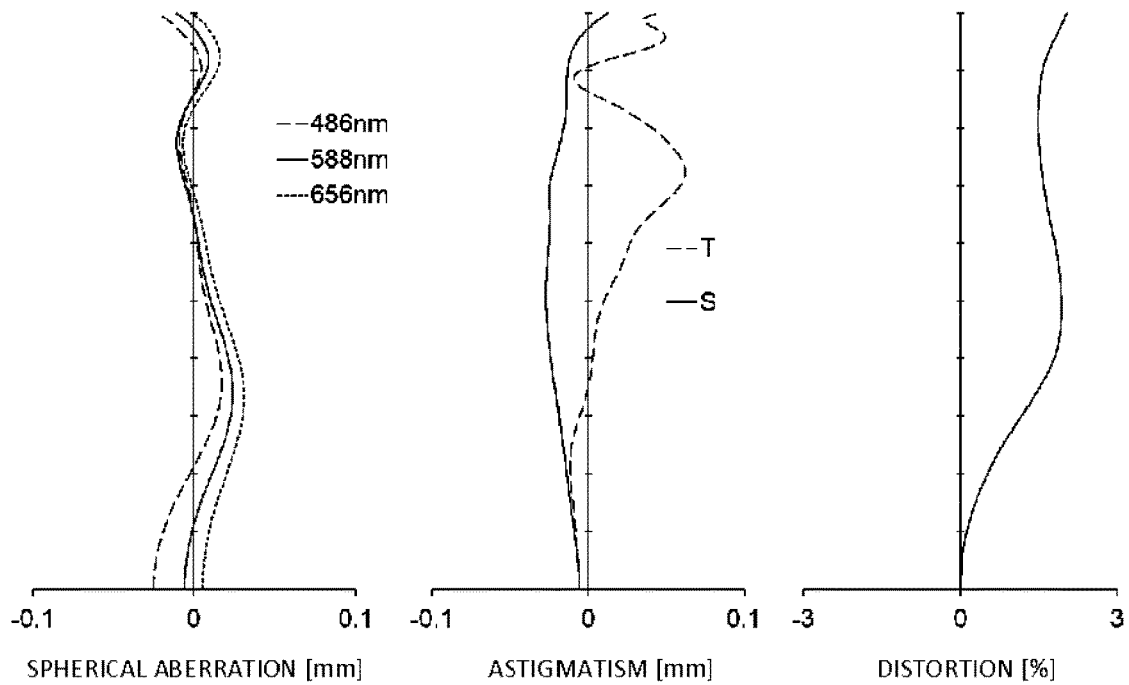 486nm
588nm
656nm
T
S
-0.1 0 0.1
-0.1 0 0.1
-3 0 3
SPHERICAL ABERRATION [mm]
ASTIGMATISM [mm]
DISTORTION [%]